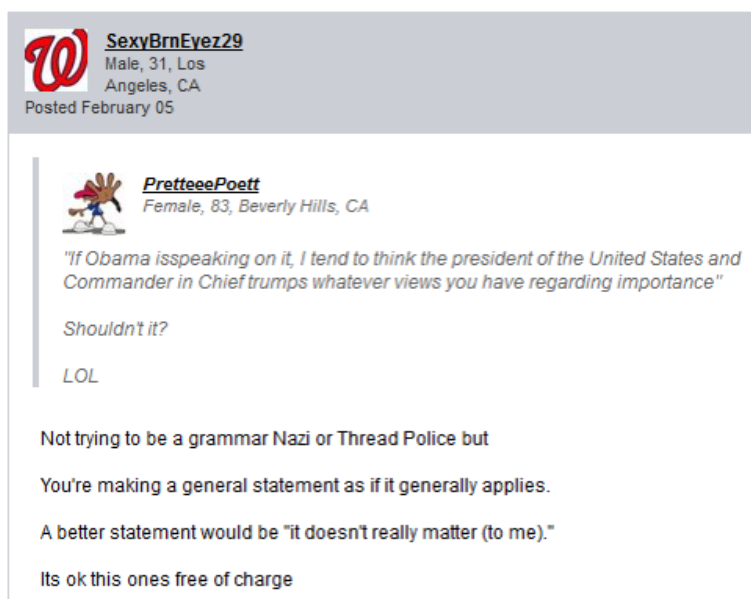 SexyBrnEyez29
Male, 31, Los
Angeles, CA
Posted February 05
PretteeePoett
Female, 83, Beverly Hills, CA
"If Obama isspeaking on it, I tend to think the president of the United States and
Commander in Chief trumps whatever views you have regarding importance"
Shouldn't it?
LOL
Not trying to be a grammar Nazi or Thread Police but
You're making a general statement as if it generally applies.
A better statement would be "it doesn't really matter (to me)."
Its ok this ones free of charge